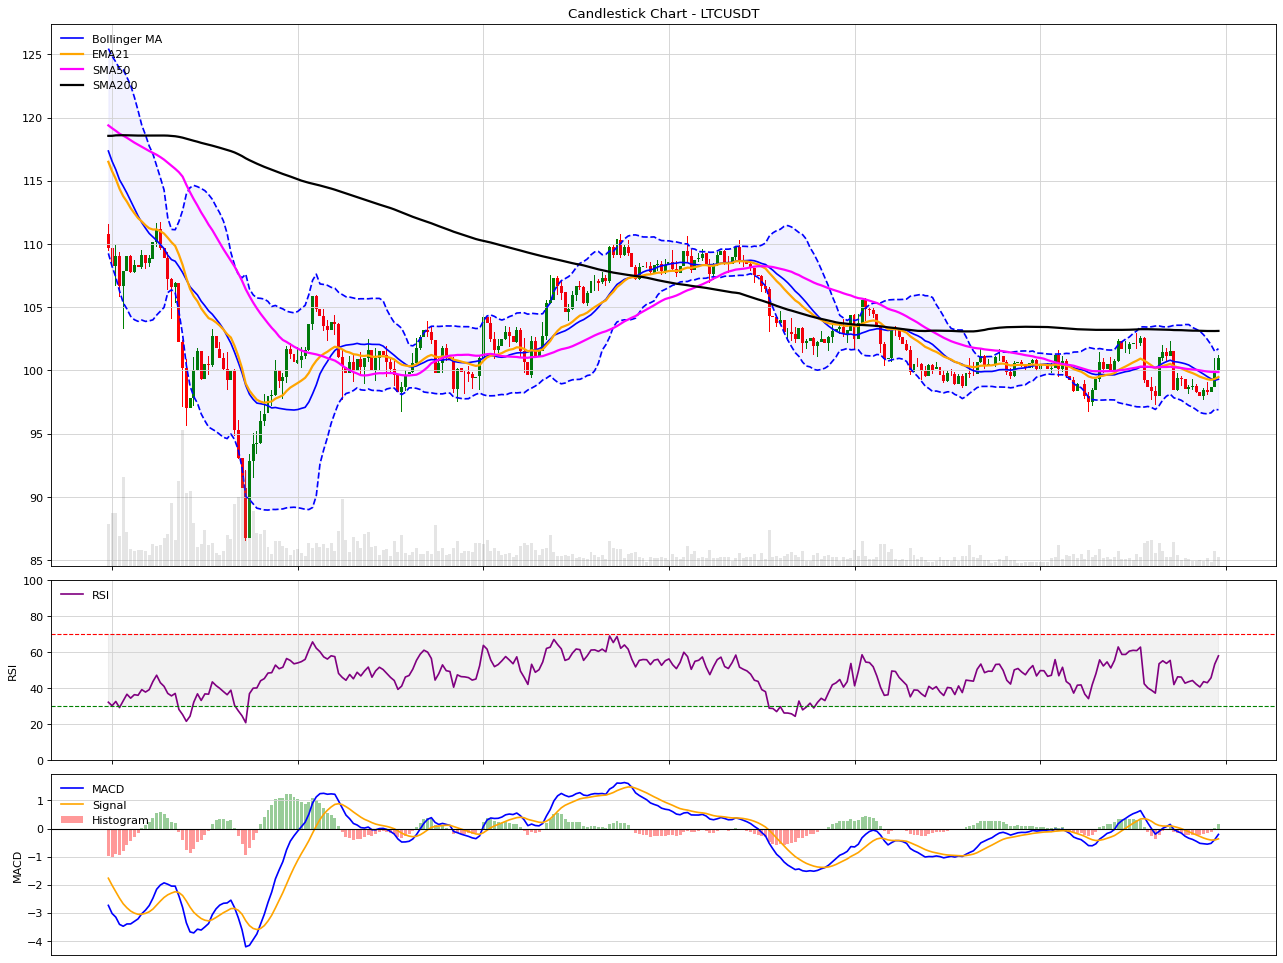 Candlestick Chart - LTCUSDT
Bollinger MA
EMA21
SMA50
SMA200
125
120
115
110
105
100
95
90
85
100
80
60
40
20
0
RSI
RSI
1
0
−1
−2
−3
−4
MACD
MACD
Signal
Histogram